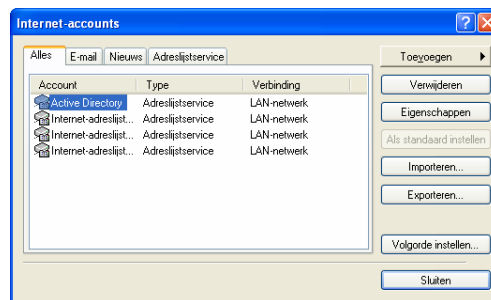 Internet-accounts
Alles E-mail Nieuws Adreslijstservice
Account Type Verbinding
Active Directory Adreslijstservice LAN-netwerk
Internet-adreslijst... Adreslijstservice LAN-netwerk
Internet-adreslijst... Adreslijstservice LAN-netwerk
Internet-adreslijst... Adreslijstservice LAN-netwerk
Toevoegen
Verwijderen
Eigenschappen
Als standaard instellen
Importeren...
Exporteren...
Volgorde instellen...
Sluiten